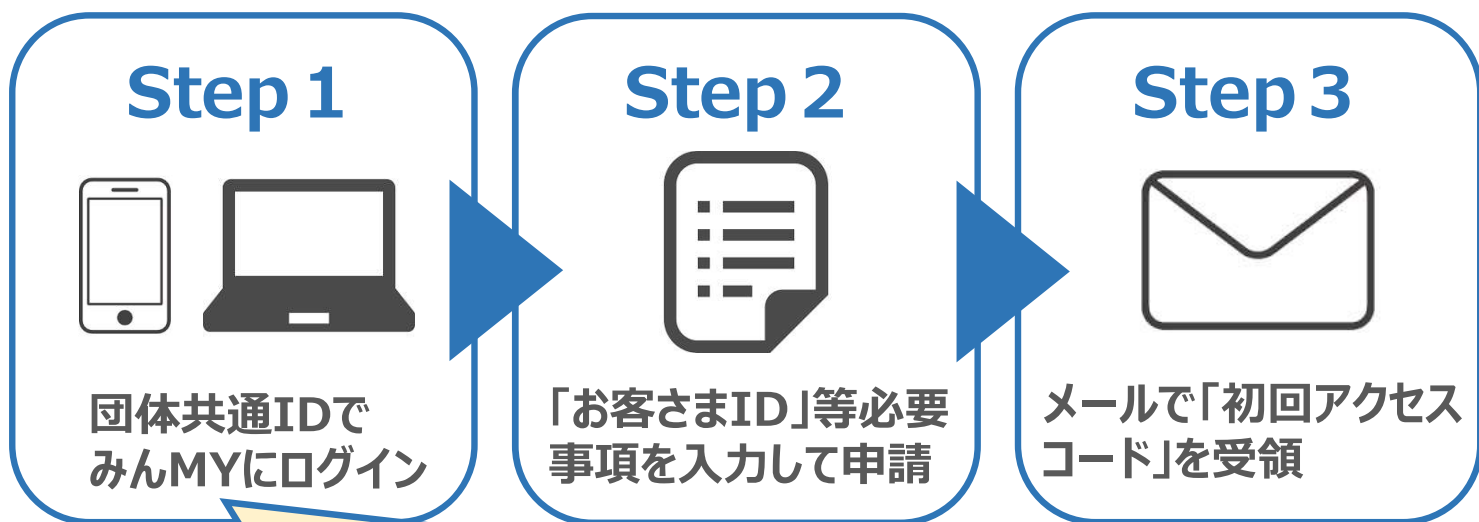 Step 1
団体共通IDで
みんMYにログイン
Step 2
「お客さまID」等必要
事項を入力して申請
Step 3
メールで「初回アクセス
コード」を受領